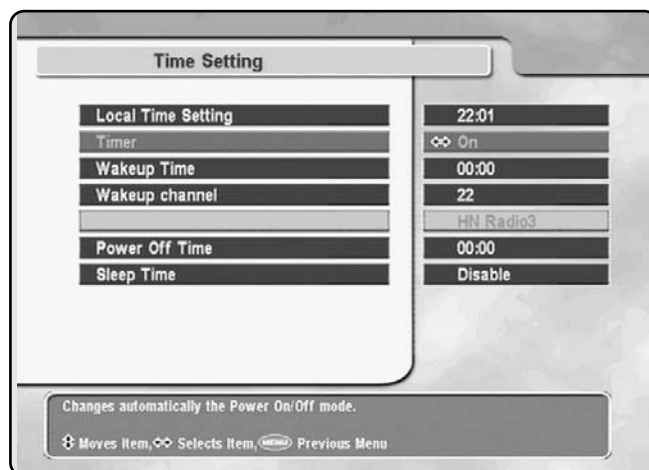 Time Setting
Local Time Setting 22:01
Timer On
Wakeup Time 00:00
Wakeup channel 22
HN Radio3
Power Off Time 00:00
Sleep Time Disable
Changes automatically the Power On/Off mode.
Moves Item, Selects Item, MENU Previous Menu